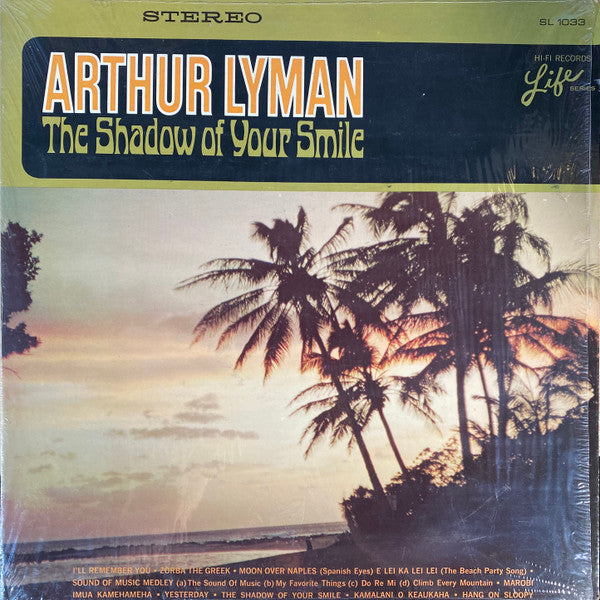 STEREO
SL 1033
ARTHUR LYMAN
The Shadow of Your Smile
HI-FI RECORDS
Life
SERIES
I'LL REMEMBER YOU · ZORBA THE GREEK · MOON OVER NAPLES (Spanish Eyes) E LEI KA LEI LEI (The Beach Party Song)
SOUND OF MUSIC MEDLEY (a) The Sound Of Music (b) My Favorite Things (c) Do Re Mi (d) Climb Every Mountain · MAROBI
IMUA KAMEHAMEHA · YESTERDAY · THE SHADOW OF YOUR SMILE · KAMALANI O KEAUKAHA · HANG ON SLOOPY